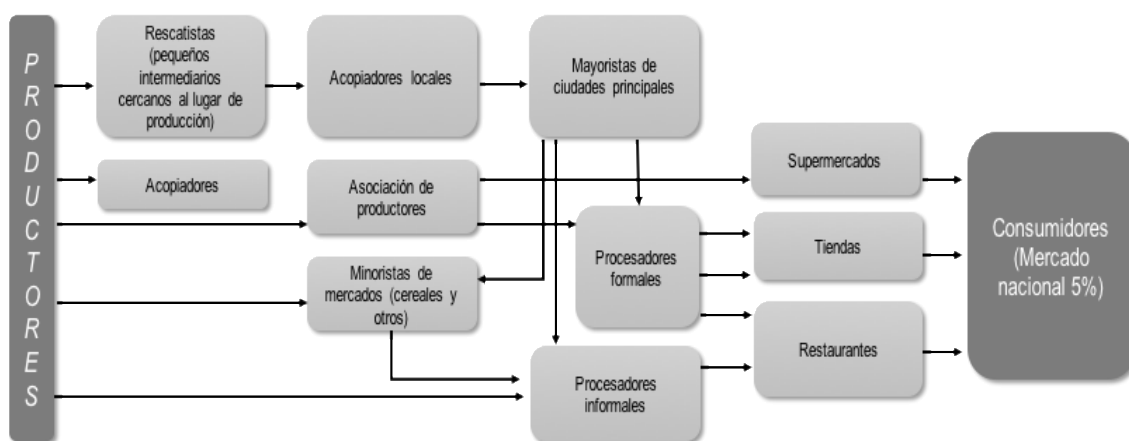 PRODUCTORES
Rescatistas
(pequeños
intermediarios
cercanos al lugar de
producción)
Acopiadores locales
Mayoristas de
ciudades principales
Acopiadores
Asociación de
productores
Supermercados
Procesadores
formales
Tiendas
Minoristas de
mercados (cereales y
otros)
Restaurantes
Procesadores
informales
Consumidores
(Mercado
nacional 5%)